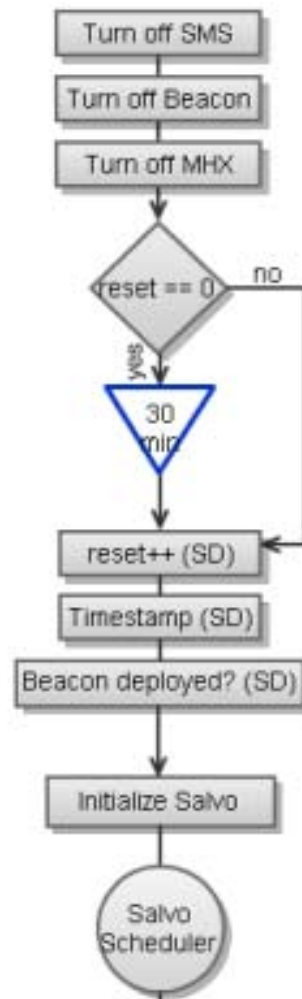 Turn off SMS
Turn off Beacon
Turn off MHX
reset == 0
no
yes
30
min
reset++ (SD)
Timestamp (SD)
Beacon deployed? (SD)
Initialize Salvo
Salvo
Scheduler